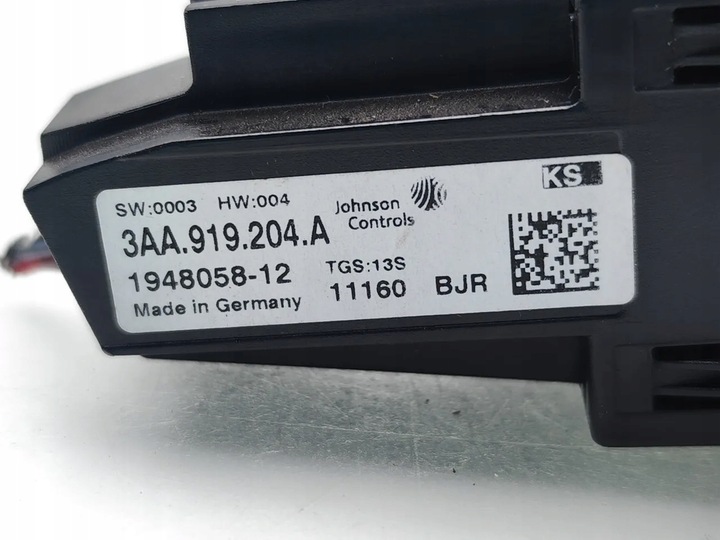 SW:0003 HW:004
Johnson
Controls
KS
3AA.919.204.A
1948058-12
TGS:13S
Made in Germany
11160 BJR